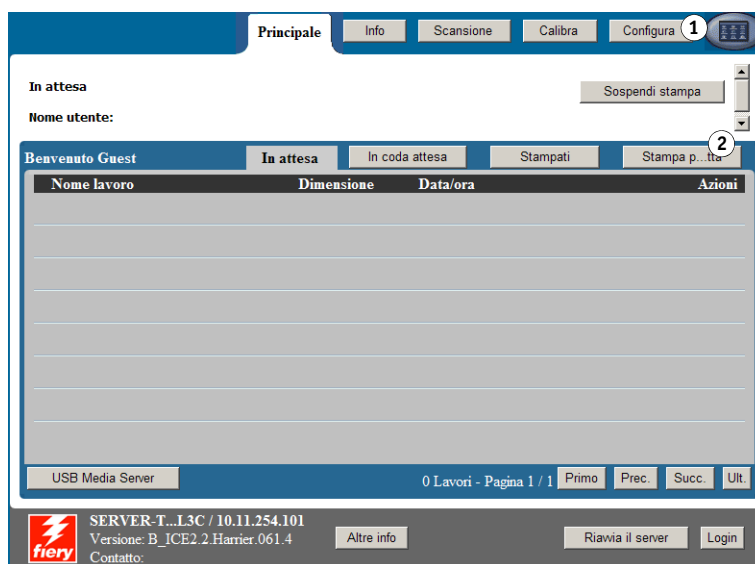 Principale Info Scansione Calibra Configura 1
In attesa
Sospendi stampa
Nome utente:
2
Benvenuto Guest In attesa In coda attesa Stampati Stampa p...tta
Nome lavoro Dimensione Data/ora Azioni
USB Media Server 0 Lavori - Pagina 1 / 1 Primo Prec. Succ. Ult.
SERVER-T...L3C / 10.11.254.101
Versione: B_ICE2.2.Harrier.061.4 Altre info Riavvia il server Login
Contatto:
fiery